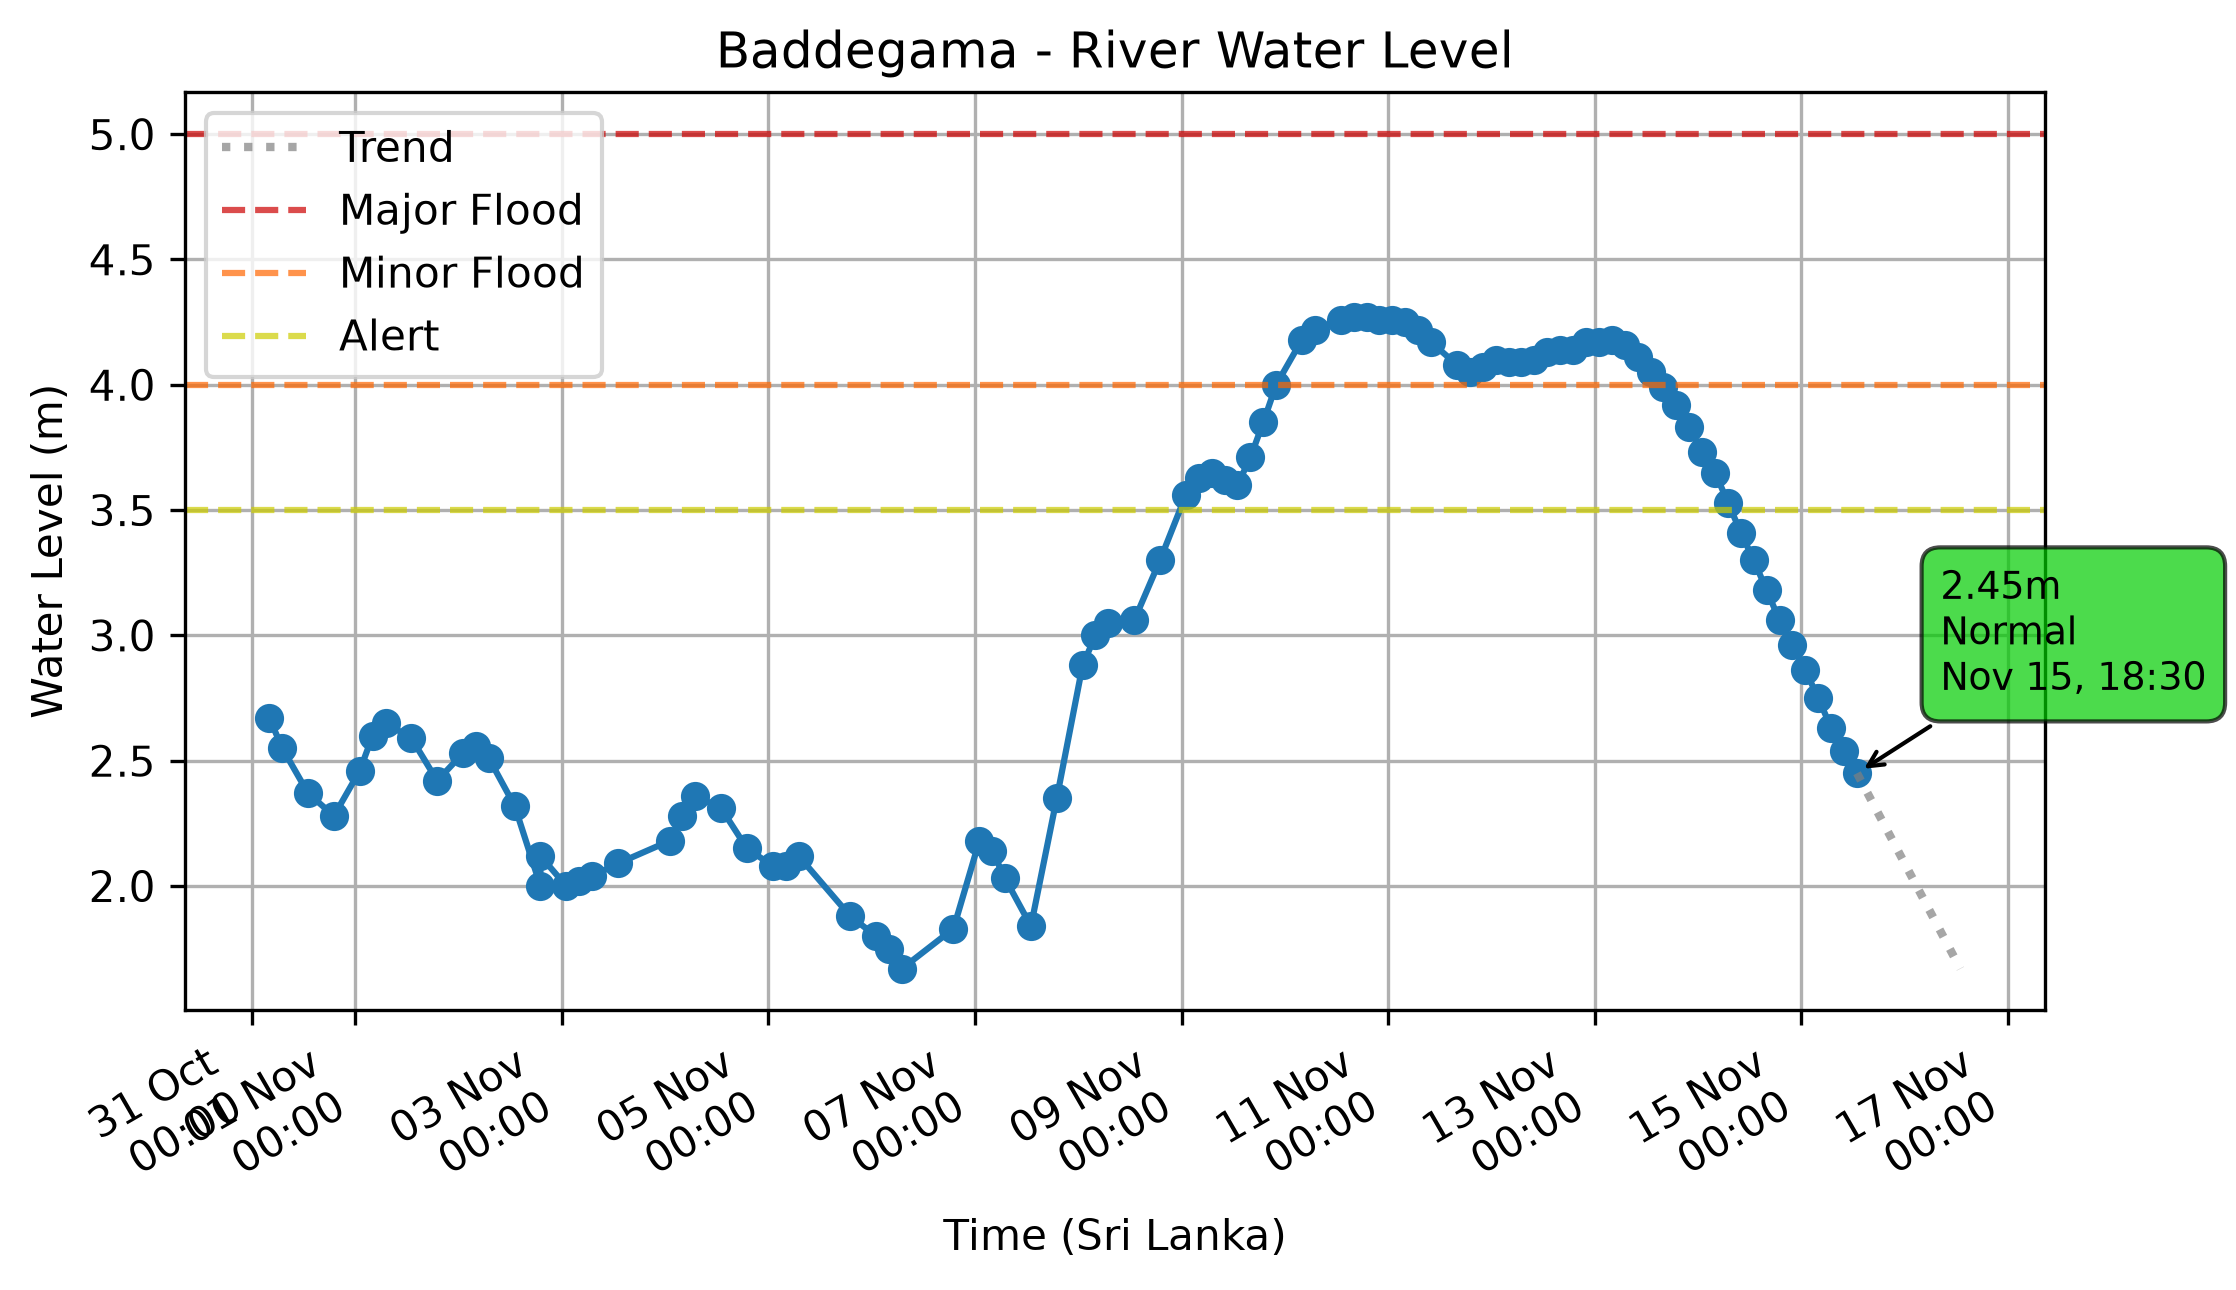 Baddegama - River Water Level
Trend
Major Flood
Minor Flood
Alert
5.0
4.5
4.0
3.5
3.0
2.5
2.0
Water Level (m)
2.45m
Normal
Nov 15, 18:30
31 Oct
00:00
01 Nov
00:00
03 Nov
00:00
05 Nov
00:00
07 Nov
00:00
09 Nov
00:00
11 Nov
00:00
13 Nov
00:00
15 Nov
00:00
17 Nov
00:00
Time (Sri Lanka)